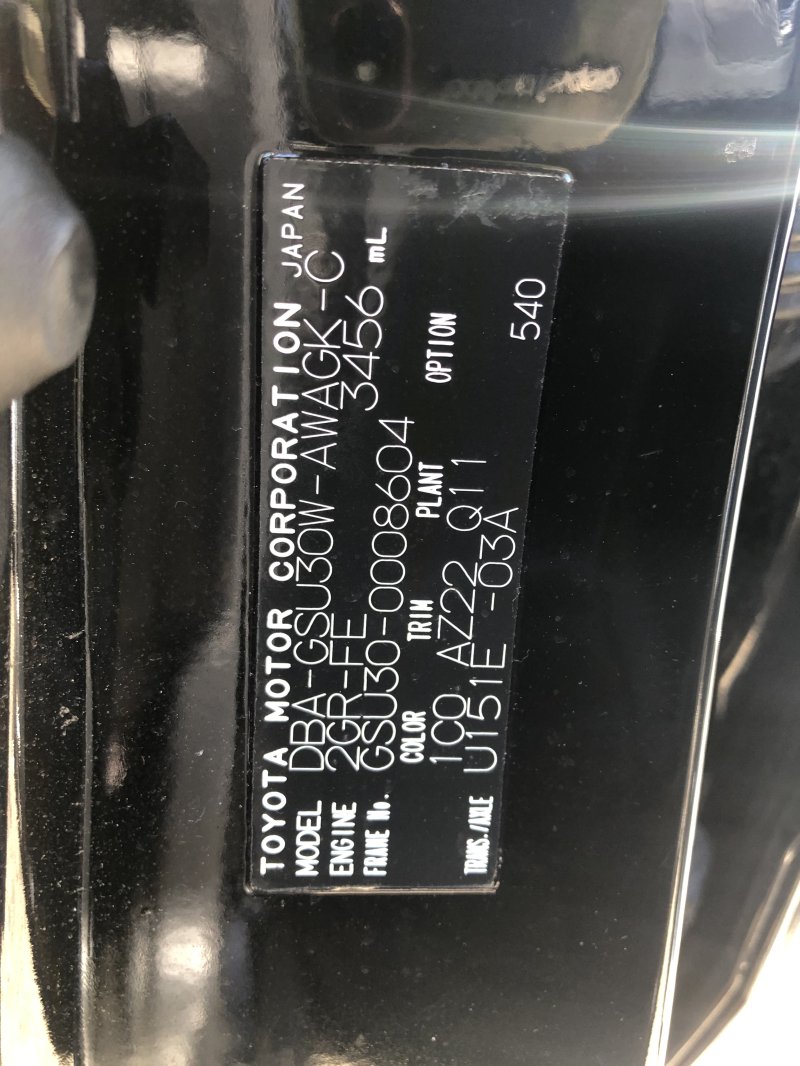 TOYOTA MOTOR CORPORATION JAPAN
MODEL DBA-GSU30W-AWAGK-C
ENGINE 2GR-FE 3456 mL
FRAME No. GSU30-0008604
COLOR TRIM PLANT OPTION
1C0 AZ22 Q11
TRANS./AXLE U151E -03A 540